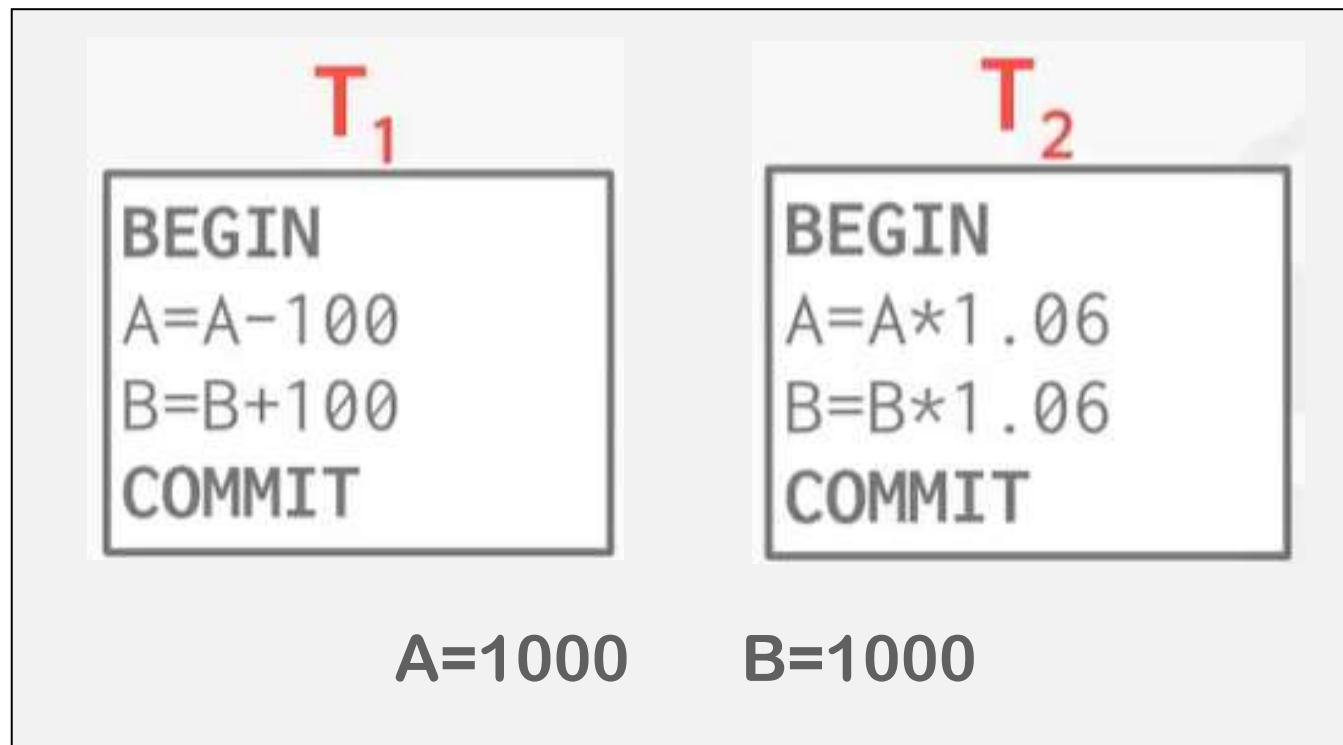 T1
BEGIN
A=A-100
B=B+100
COMMIT
T2
BEGIN
A=A*1.06
B=B*1.06
COMMIT
A=1000 B=1000